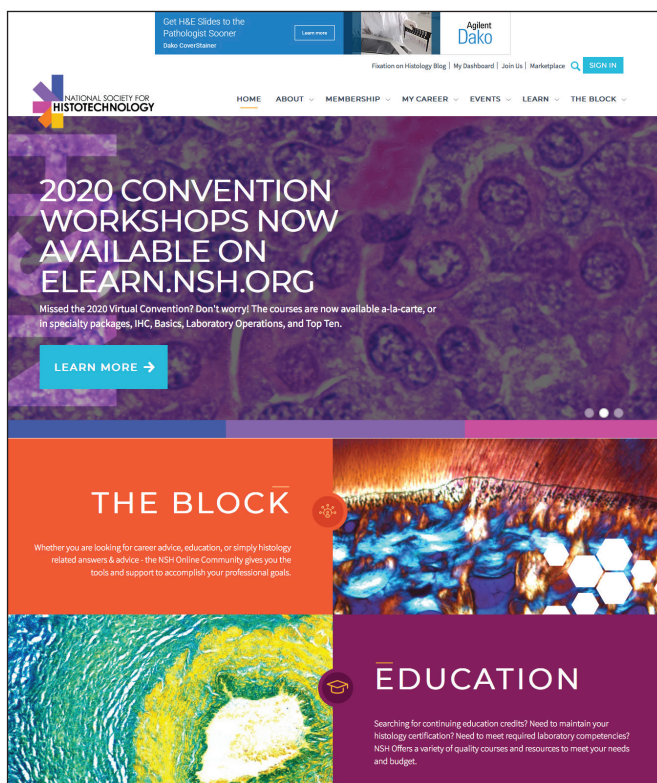 Get H&E Slides to the
Pathologist Sooner
Dako CoverStainer
Learn more
Agilent
Dako
Fixation on Histology Blog | My Dashboard | Join Us | Marketplace
SIGN IN
NATIONAL SOCIETY FOR
HISTOTECHNOLOGY
HOME ABOUT MEMBERSHIP MY CAREER EVENTS LEARN THE BLOCK
2020 CONVENTION
WORKSHOPS NOW
AVAILABLE ON
ELEARN.NSH.ORG
Missed the 2020 Virtual Convention? Don't worry! The courses are now available a-la-carte, or
in specialty packages, IHC, Basics, Laboratory Operations, and Top Ten.
LEARN MORE →
THE BLOCK
Whether you are looking for career advice, education, or simply histology
related answers & advice - the NSH Online Community gives you the
tools and support to accomplish your professional goals.
EDUCATION
Searching for continuing education credits? Need to maintain your
histology certification? Need to meet required laboratory competencies?
NSH Offers a variety of quality courses and resources to meet your needs
and budget.